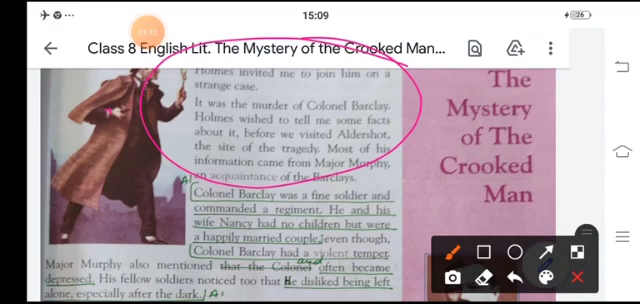 15:09
26
01:10
Class 8 English Lit. The Mystery of the Crooked Man...
Holmes invited me to join him on a
strange case.
It was the murder of Colonel Barclay.
Holmes wished to tell me some facts
about it, before we visited Aldershot,
the site of the tragedy. Most of his
information came from Major Murphy,
an acquaintance of the Barclays.
A:
Colonel Barclay was a fine soldier and
commanded a regiment. He and his
wife Nancy had no children but were
a happily married couple, even though,
Colonel Barclay had a violent temper.
Major Murphy also mentioned that the Colonel and often became
depressed. His fellow soldiers noticed too that He disliked being left
alone, especially after the dark. A:
The
Mystery
of The
Crooked
Man